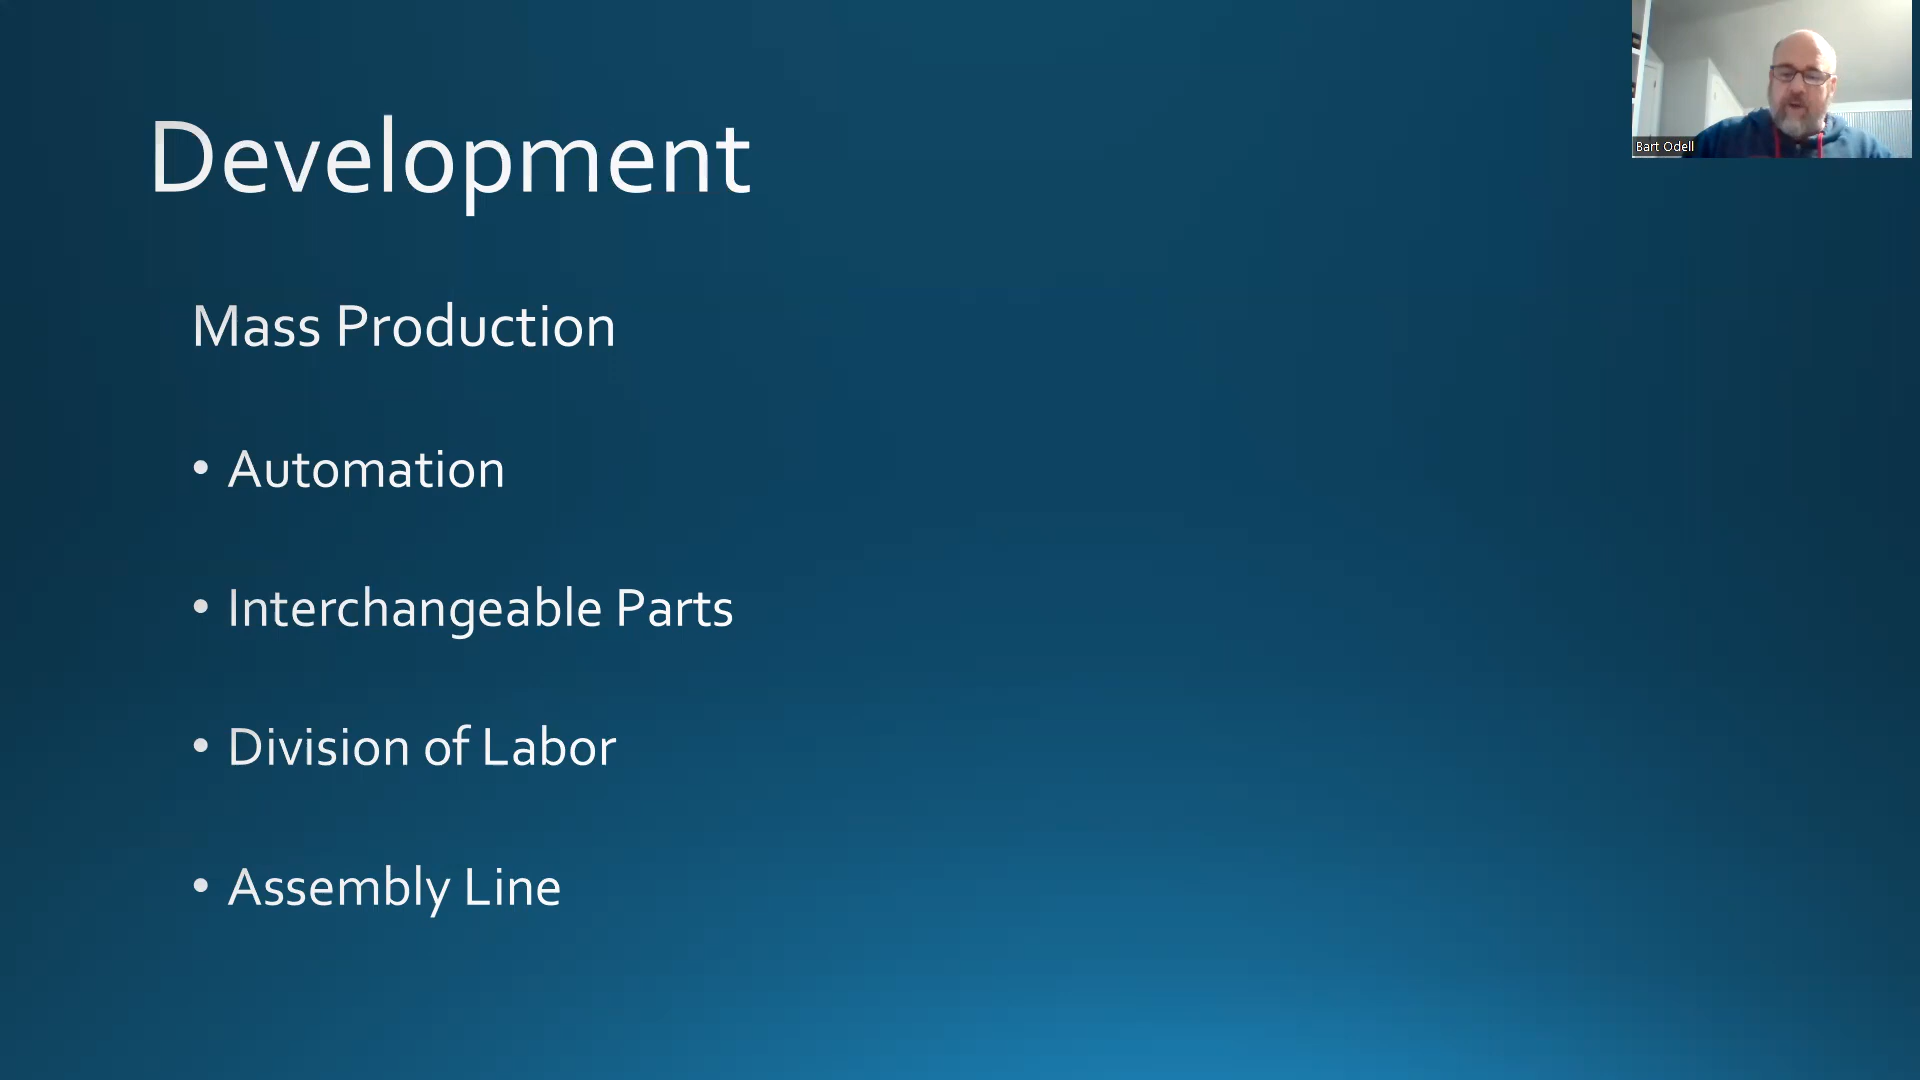 Development
Mass Production
• Automation
• Interchangeable Parts
• Division of Labor
• Assembly Line
Bart Odell